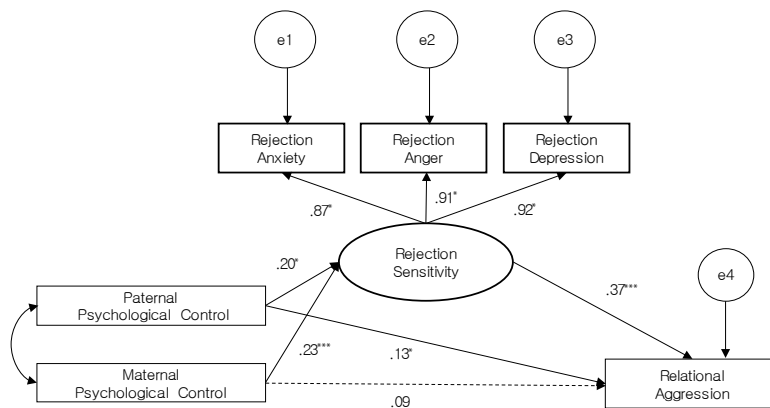 e1
e2
e3
Rejection
Anxiety
Rejection
Anger
Rejection
Depression
.87*
.91*
.92*
Rejection
Sensitivity
.20*
e4
Paternal
Psychological Control
.37***
.23***
.13*
Maternal
Psychological Control
.09
Relational
Aggression